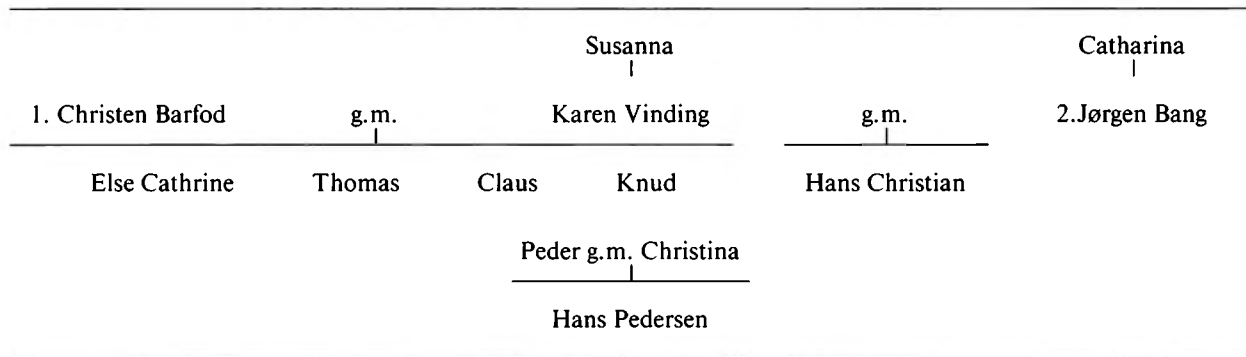 Susanna Catharina
1. Christen Barfod g.m. Karen Vinding g.m. 2.Jørgen Bang
Else Cathrine Thomas Claus Knud Hans Christian
Peder g.m. Christina
Hans Pedersen